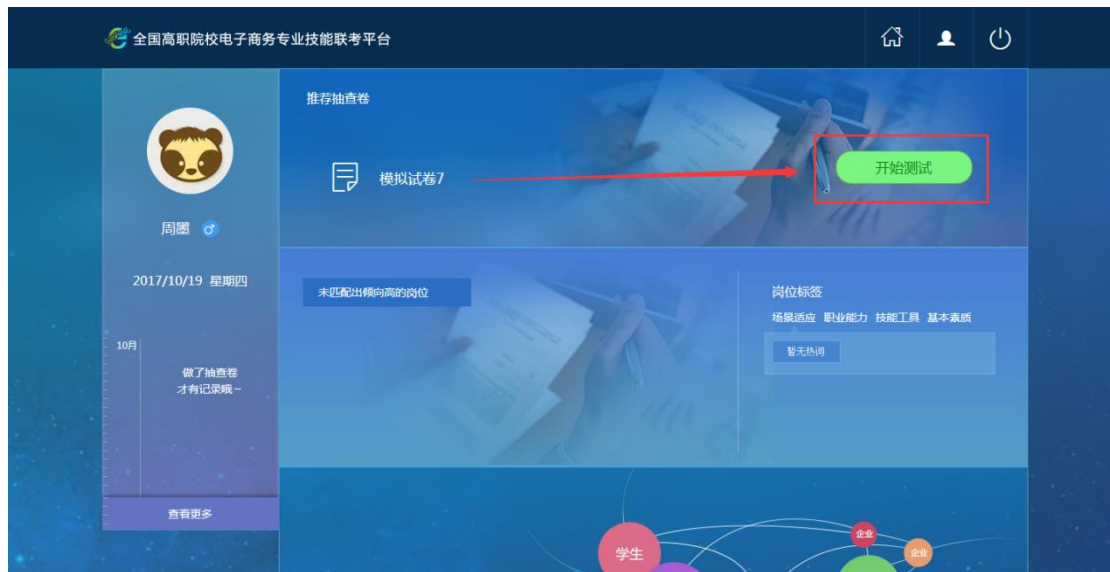 全国高职院校电子商务专业技能联考平台
推荐抽查卷
模拟试卷7
开始测试
周墨
2017/10/19 星期四
10月
做了抽查卷
才有记录哦~
查看更多
未匹配出倾向高的岗位
岗位标签
场景适应 职业能力 技能工具 基本素质
暂无热词
学生
企业
企业